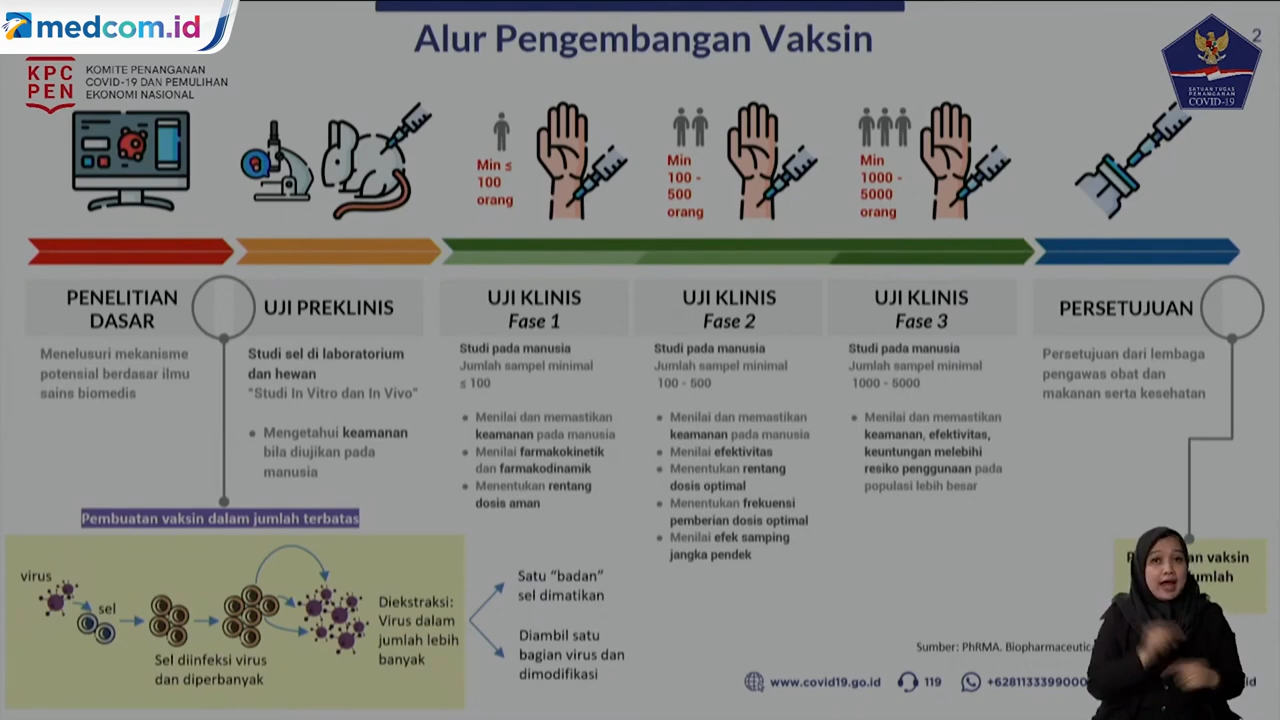 medcom.id
Alur Pengembangan Vaksin
2
KPC
PEN
KOMITE PENANGANAN
COVID-19 DAN PEMULIHAN
EKONOMI NASIONAL
SATUAN TUGAS
PENANGANAN
COVID-19
Min ≤
100
orang
Min
100 -
500
orang
Min
1000 -
5000
orang
PENELITIAN
DASAR
Menelusuri mekanisme
potensial berdasar ilmu
sains biomedis
UJI PREKLINIS
Studi sel di laboratorium
dan hewan
"Studi In Vitro dan In Vivo"
• Mengetahui keamanan
bila diujikan pada
manusia
UJI KLINIS
Fase 1
Studi pada manusia
Jumlah sampel minimal
≤ 100
• Menilai dan memastikan
keamanan pada manusia
• Menilai farmakokinetik
dan farmakodinamik
• Menentukan rentang
dosis aman
UJI KLINIS
Fase 2
Studi pada manusia
Jumlah sampel minimal
100 - 500
• Menilai dan memastikan
keamanan pada manusia
• Menilai efektivitas
• Menentukan rentang
dosis optimal
• Menentukan frekuensi
pemberian dosis optimal
• Menilai efek samping
jangka pendek
UJI KLINIS
Fase 3
Studi pada manusia
Jumlah sampel minimal
1000 - 5000
• Menilai dan memastikan
keamanan, efektivitas,
keuntungan melebihi
resiko penggunaan pada
populasi lebih besar
PERSETUJUAN
Persetujuan dari lembaga
pengawas obat dan
makanan serta kesehatan
Pembuatan vaksin dalam jumlah terbatas
virus
sel
Sel diinfeksi virus
dan diperbanyak
Diekstraksi:
Virus dalam
jumlah lebih
banyak
Satu "badan"
sel dimatikan
Diambil satu
bagian virus dan
dimodifikasi
vaksin
Sumber: PhRMA. Biopharmaceutic
www.covid19.go.id
119
+6281133399000
id